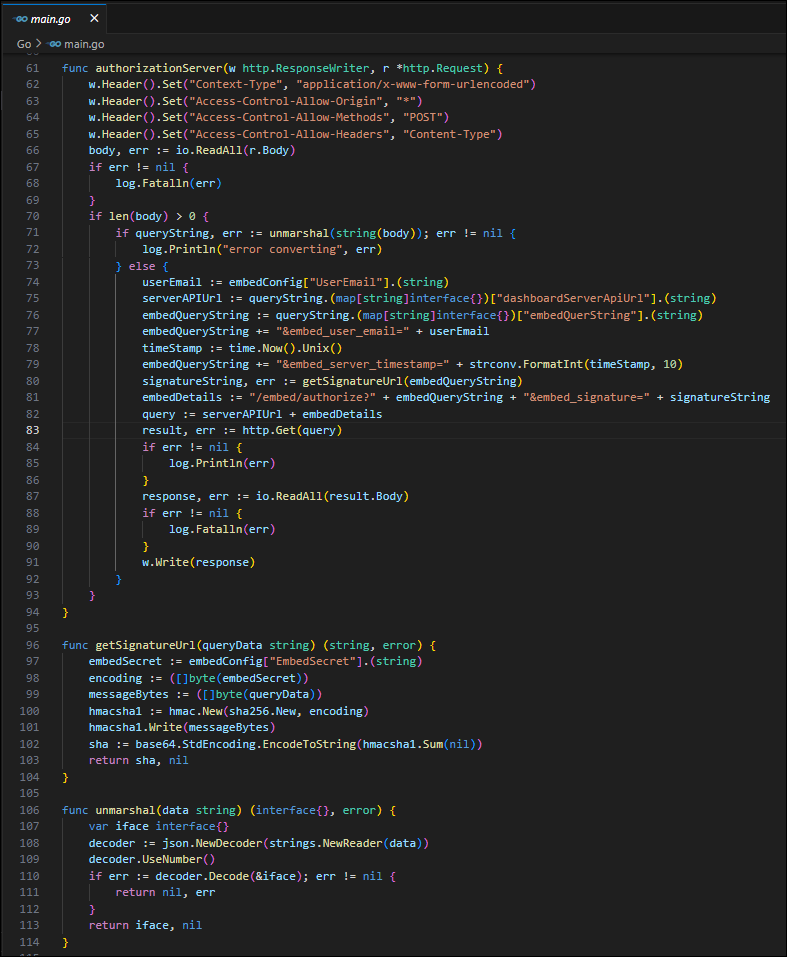 main.go ✕
Go > main.go
61 func authorizationServer(w http.ResponseWriter, r *http.Request) {
62 w.Header().Set("Context-Type", "application/x-www-form-urlencoded")
63 w.Header().Set("Access-Control-Allow-Origin", "*")
64 w.Header().Set("Access-Control-Allow-Methods", "POST")
65 w.Header().Set("Access-Control-Allow-Headers", "Content-Type")
66 body, err := io.ReadAll(r.Body)
67 if err != nil {
68 log.Fatalln(err)
69 }
70 if len(body) > 0 {
71 if queryString, err := unmarshal(string(body)); err != nil {
72 log.Println("error converting", err)
73 } else {
74 userEmail := embedConfig["UserEmail"].(string)
75 serverAPIUrl := queryString.(map[string]interface{})["dashboardServerApiUrl"].(string)
76 embedQueryString := queryString.(map[string]interface{})["embedQuerString"].(string)
77 embedQueryString += "&embed_user_email=" + userEmail
78 timeStamp := time.Now().Unix()
79 embedQueryString += "&embed_server_timestamp=" + strconv.FormatInt(timeStamp, 10)
80 signatureString, err := getSignatureUrl(embedQueryString)
81 embedDetails := "/embed/authorize?" + embedQueryString + "&embed_signature=" + signatureString
82 query := serverAPIUrl + embedDetails
83 result, err := http.Get(query)
84 if err != nil {
85 log.Println(err)
86 }
87 response, err := io.ReadAll(result.Body)
88 if err != nil {
89 log.Fatalln(err)
90 }
91 w.Write(response)
92 }
93 }
94 }
95
96 func getSignatureUrl(queryData string) (string, error) {
97 embedSecret := embedConfig["EmbedSecret"].(string)
98 encoding := ([]byte(embedSecret))
99 messageBytes := ([]byte(queryData))
100 hmacsha1 := hmac.New(sha256.New, encoding)
101 hmacsha1.Write(messageBytes)
102 sha := base64.StdEncoding.EncodeToString(hmacsha1.Sum(nil))
103 return sha, nil
104 }
105
106 func unmarshal(data string) (interface{}, error) {
107 var iface interface{}
108 decoder := json.NewDecoder(strings.NewReader(data))
109 decoder.UseNumber()
110 if err := decoder.Decode(&iface); err != nil {
111 return nil, err
112 }
113 return iface, nil
114 }